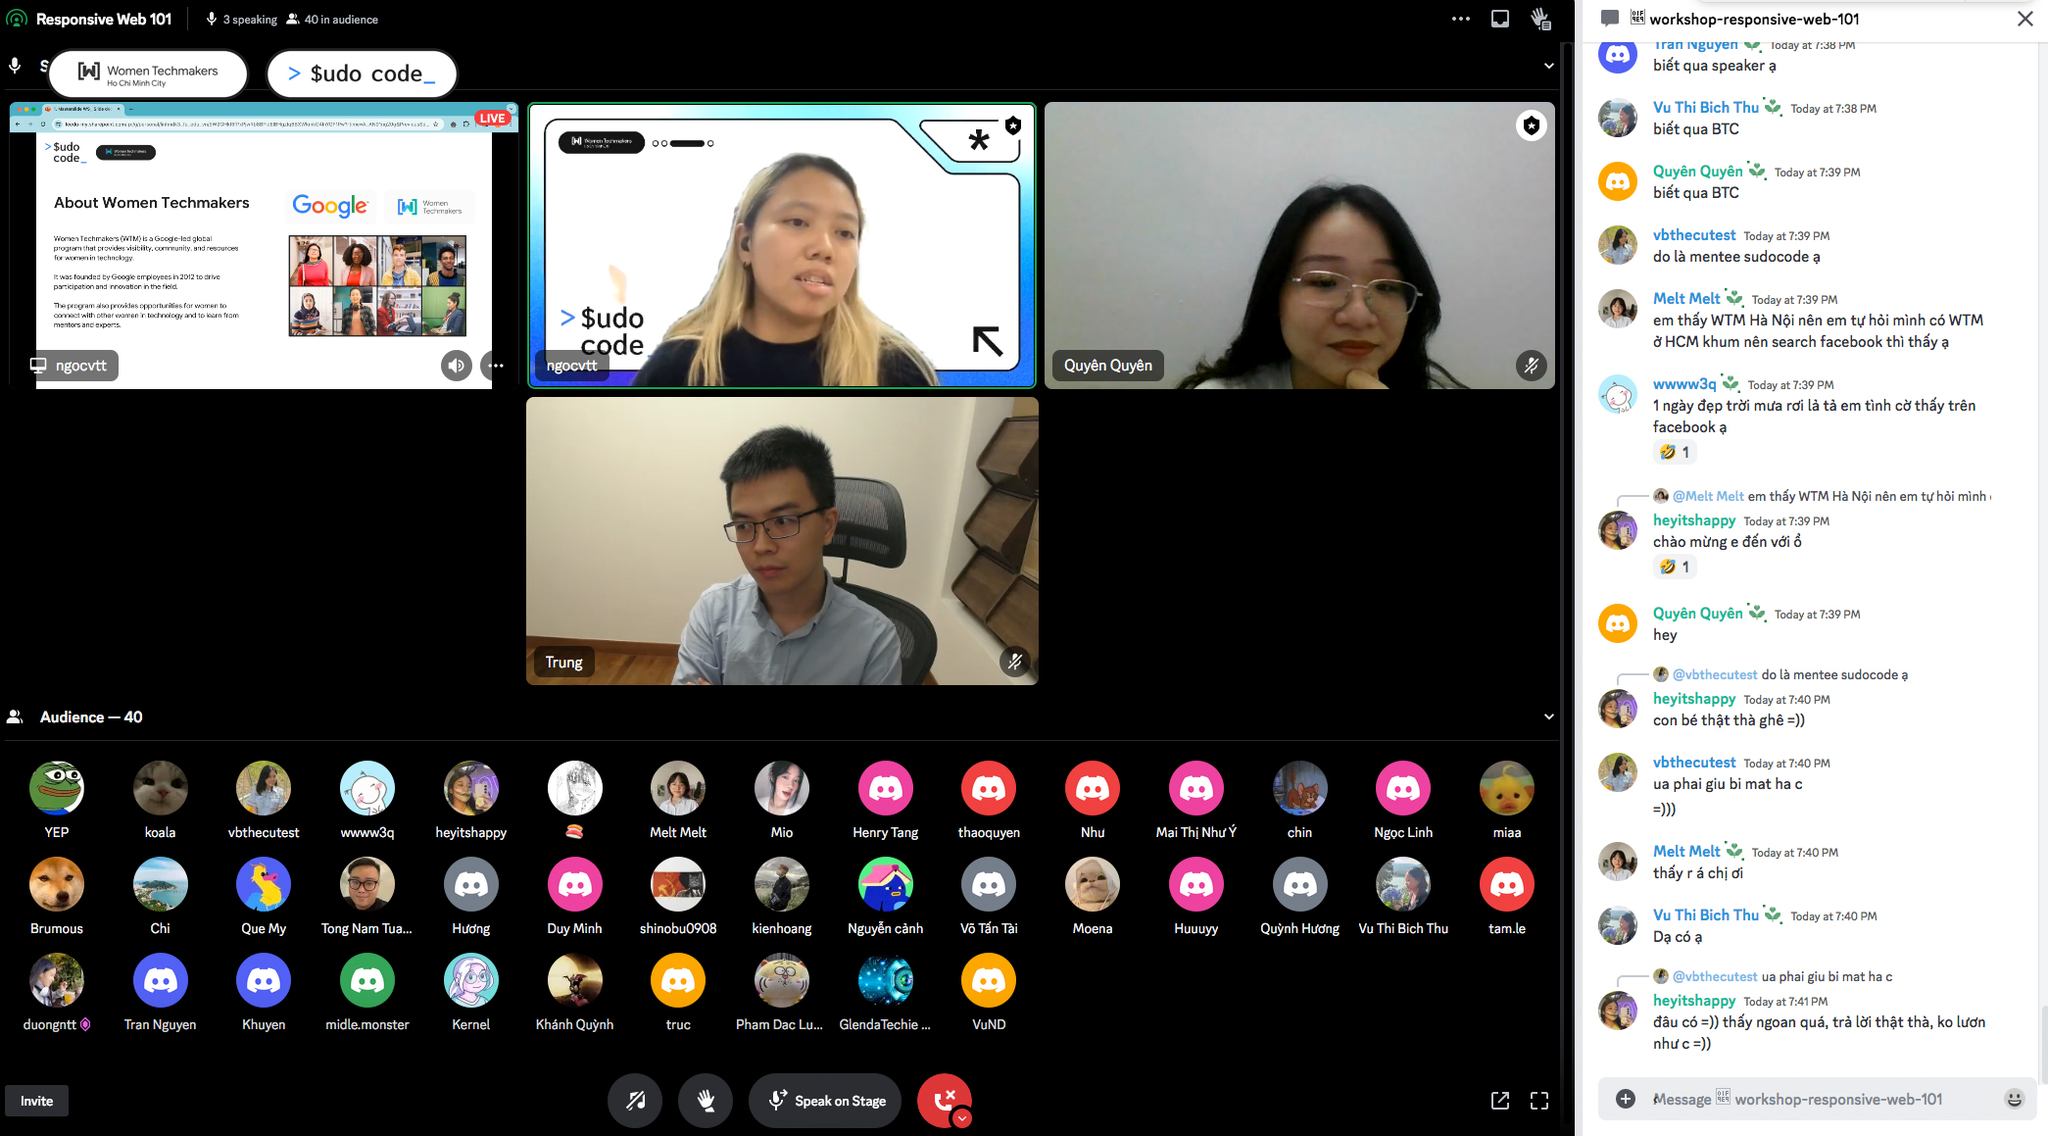 Responsive Web 101
3 speaking
40 in audience
Women Techmakers
Ho Chi Minh City
> $udo code_
LIVE
> $udo
code_
About Women Techmakers
Google
Women
Techmakers
Women Techmakers (WTM) is a Google-led global
program that provides visibility, community, and resources
for women in technology.
It was founded by Google employees in 2012 to drive
participation and innovation in the field.
The program also provides opportunities for women to
connect with other women in technology and to learn from
mentors and experts.
ngocvtt
Women Techmakers
> $udo
code
ngocvtt
Quyên Quyên
Trung
Audience — 40
YEP
koala
vbthecutest
wwww3q
heyitshappy
Melt Melt
Mio
Henry Tang
thaoquyen
Nhu
Mai Thị Như Ý
chin
Ngọc Linh
miaa
Brumous
Chi
Que My
Tong Nam Tua...
Hương
Duy Minh
shinobu0908
kienhoang
Nguyễn cảnh
Võ Tấn Tài
Moena
Huuuyy
Quỳnh Hương
Vu Thi Bich Thu
tam.le
duongntt
Tran Nguyen
Khuyen
midle.monster
Kernel
Khánh Quỳnh
truc
Pham Dac Lu...
GlendaTechie ...
VuND
Invite
Speak on Stage
workshop-responsive-web-101
Tran Nguyen Today at 7:38 PM
biết qua speaker ạ
Vu Thi Bich Thu Today at 7:38 PM
biết qua BTC
Quyên Quyên Today at 7:39 PM
biết qua BTC
vbthecutest Today at 7:39 PM
do là mentee sudocode ạ
Melt Melt Today at 7:39 PM
em thấy WTM Hà Nội nên em tự hỏi mình có WTM
ở HCM khum nên search facebook thì thấy ạ
wwww3q Today at 7:39 PM
1 ngày đẹp trời mưa rơi lả tả em tình cờ thấy trên
facebook ạ
🤣 1
@Melt Melt em thấy WTM Hà Nội nên em tự hỏi mình
heyitshappy Today at 7:39 PM
chào mừng e đến với ổ
🤣 1
Quyên Quyên Today at 7:39 PM
hey
@vbthecutest do là mentee sudocode ạ
heyitshappy Today at 7:40 PM
con bé thật thà ghê =))
vbthecutest Today at 7:40 PM
ua phai giu bi mat ha c
=)))
Melt Melt Today at 7:40 PM
thấy r á chị ơi
Vu Thi Bich Thu Today at 7:40 PM
Dạ có ạ
@vbthecutest ua phai giu bi mat ha c
heyitshappy Today at 7:41 PM
đâu có =)) thấy ngoan quá, trả lời thật thà, ko lươn
như c =))
Message workshop-responsive-web-101